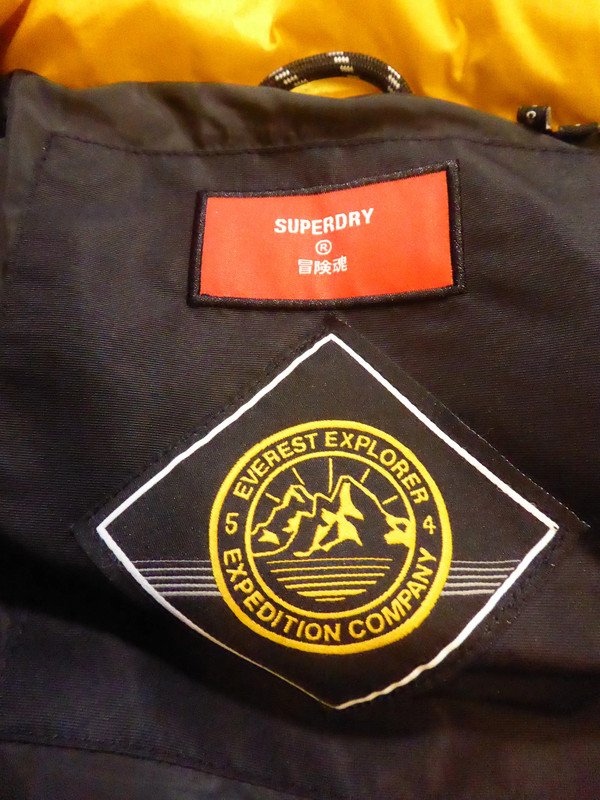 SUPERDRY
®
冒険魂
EVEREST EXPLORER
5 4
EXPEDITION COMPANY